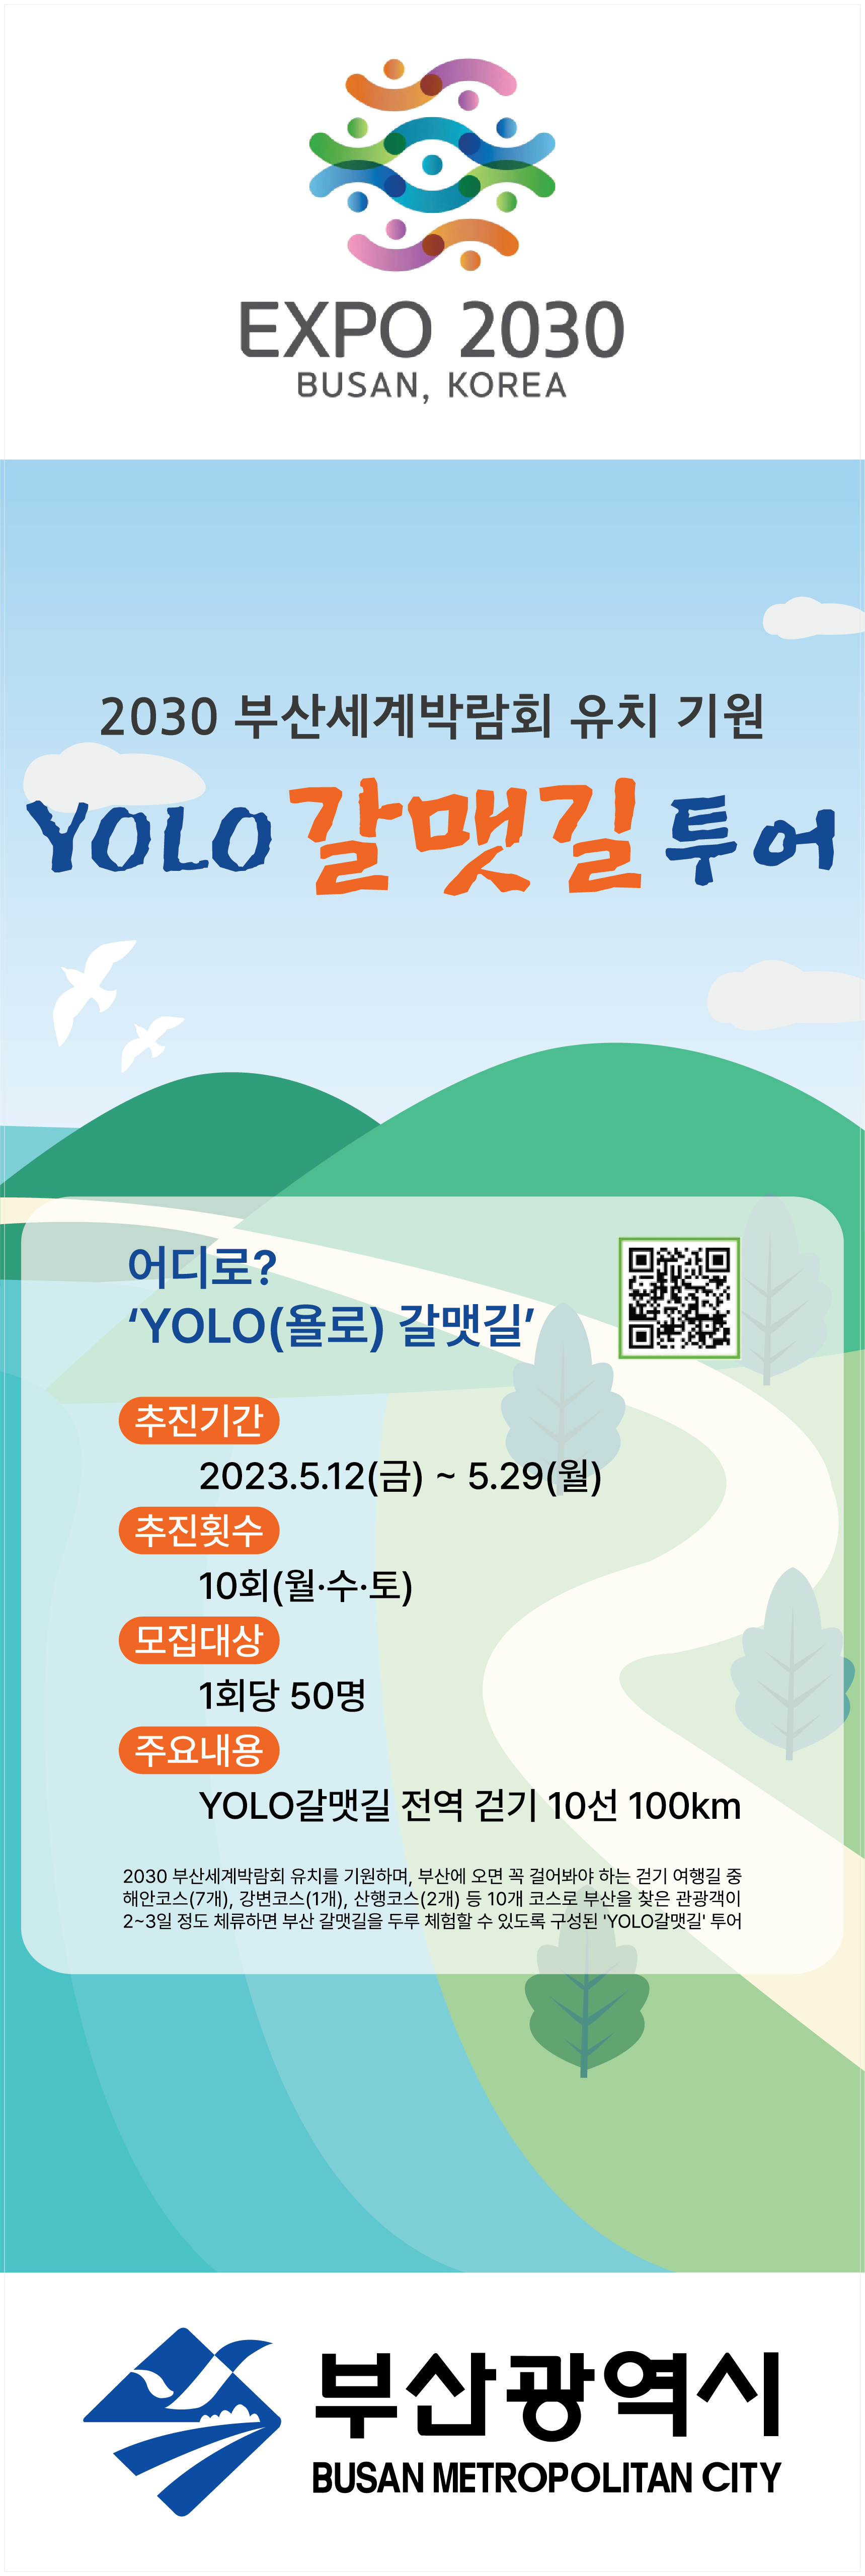 EXPO 2030
BUSAN, KOREA
2030 부산세계박람회 유치 기원
YOLO 갈맷길 투어
어디로?
‘YOLO(욜로) 갈맷길’
추진기간
2023.5.12(금) ~ 5.29(월)
추진횟수
10회(월·수·토)
모집대상
1회당 50명
주요내용
YOLO갈맷길 전역 걷기 10선 100km
2030 부산세계박람회 유치를 기원하며, 부산에 오면 꼭 걸어봐야 하는 걷기 여행길 중
해안코스(7개), 강변코스(1개), 산행코스(2개) 등 10개 코스로 부산을 찾은 관광객이
2~3일 정도 체류하면 부산 갈맷길을 두루 체험할 수 있도록 구성된 'YOLO갈맷길' 투어
부산광역시
BUSAN METROPOLITAN CITY